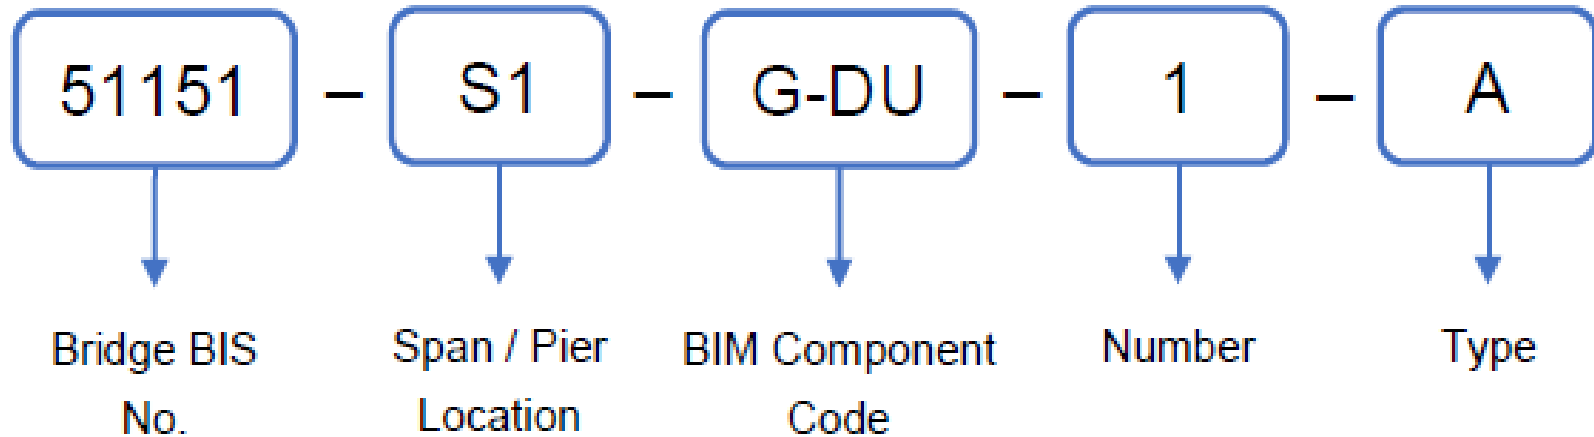 51151 – S1 – G-DU – 1 – A
Bridge BIS Span / Pier BIM Component Number Type
No. Location Code